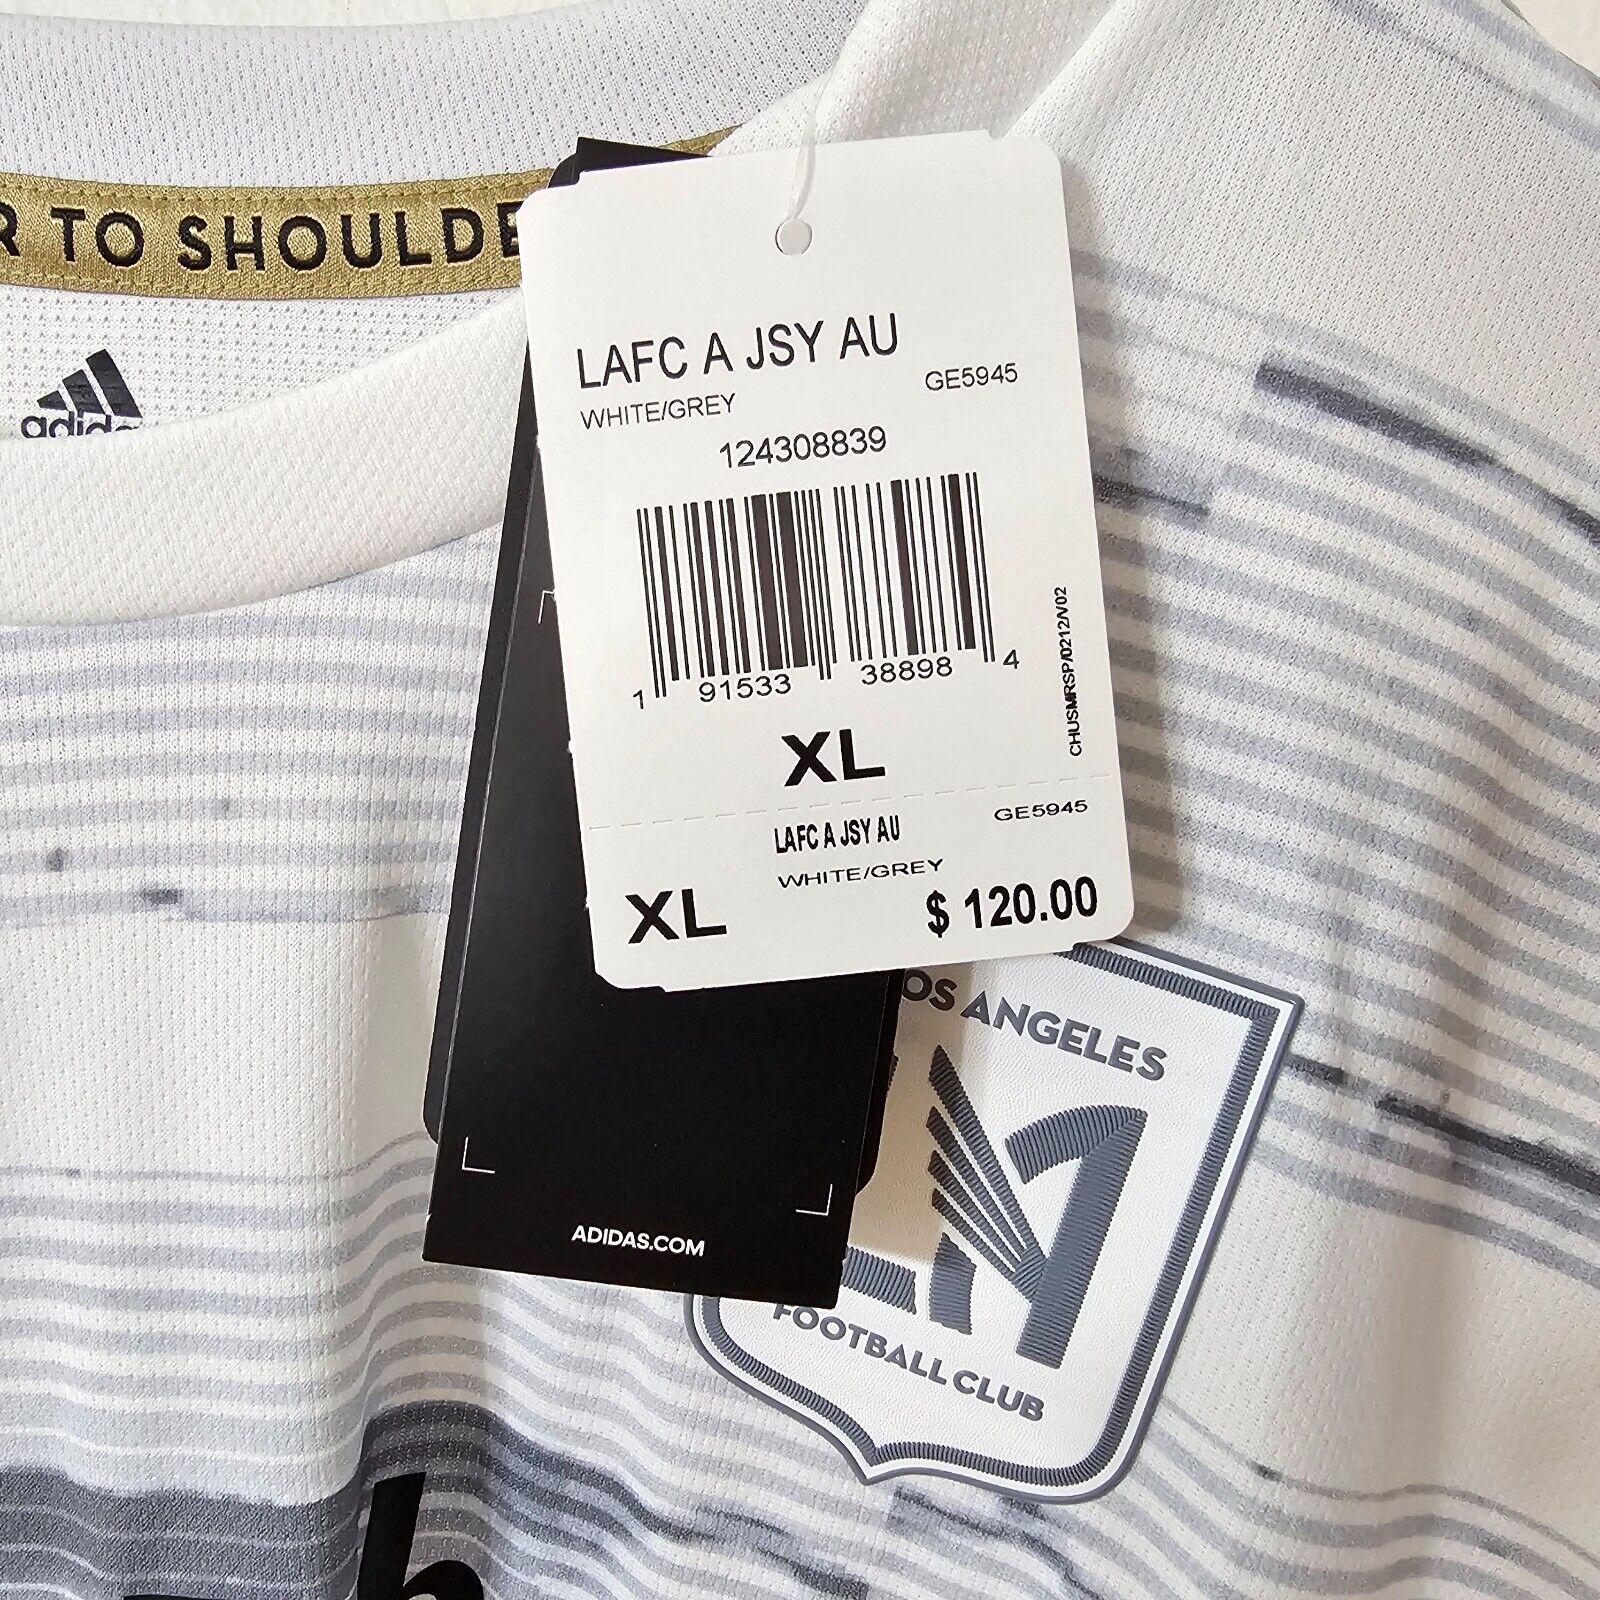 TO SHOULDE
adidas
LAFC A JSY AU
WHITE/GREY
GE5945
124308839
1 91533 38898 4
CHUSMRSP/0212/V02
XL
LAFC A JSY AU
GE5945
WHITE/GREY
XL
$ 120.00
OS ANGELES
FOOTBALL CLUB
ADIDAS.COM